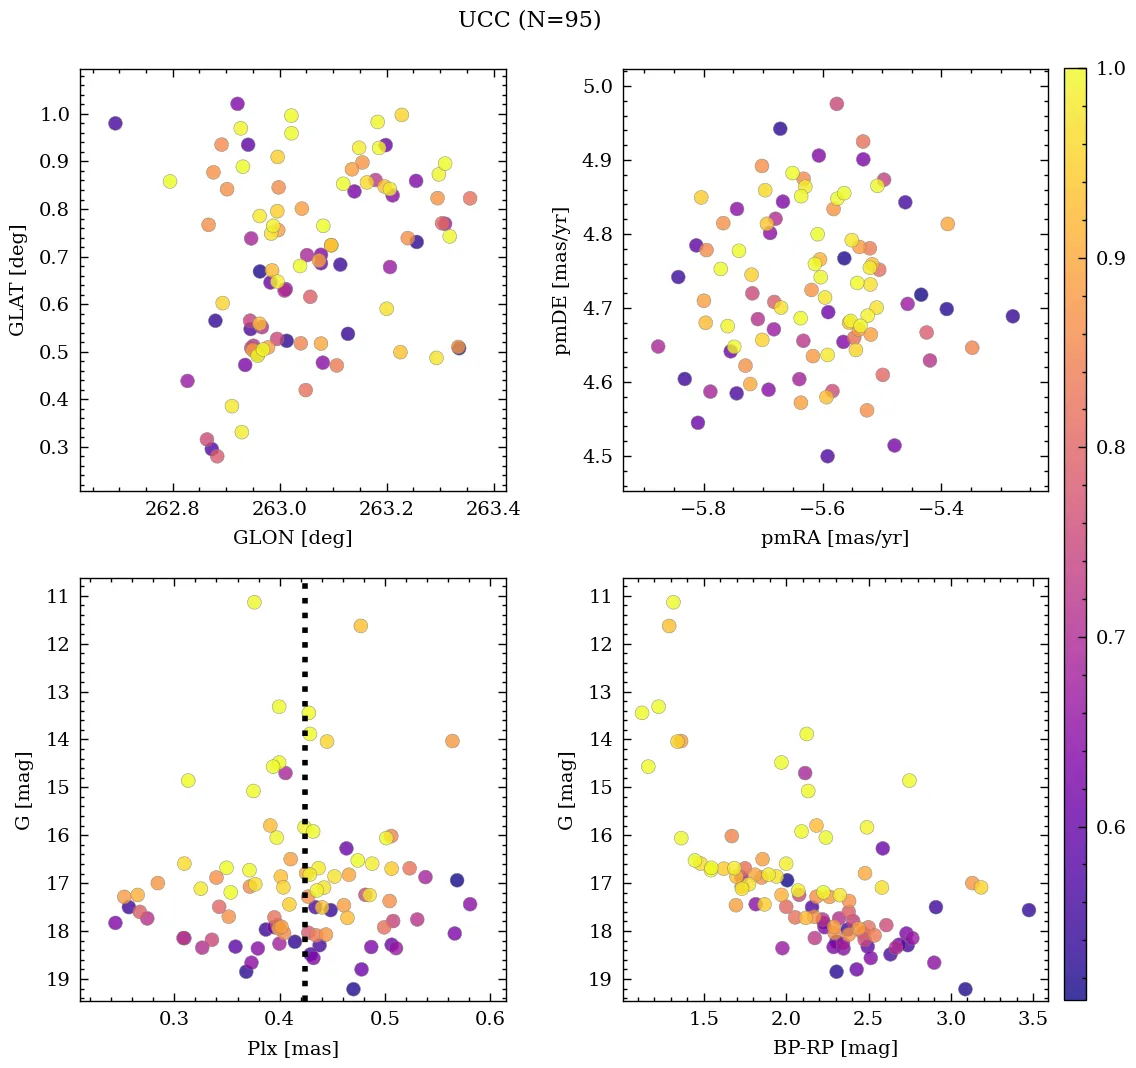 UCC (N=95)
1.0
0.9
0.8
0.7
0.6
0.5
0.4
0.3
GLAT [deg]
262.8 263.0 263.2 263.4
GLON [deg]
5.0
4.9
4.8
4.7
4.6
4.5
pmDE [mas/yr]
−5.8 −5.6 −5.4
pmRA [mas/yr]
11
12
13
14
15
16
17
18
19
G [mag]
0.3 0.4 0.5 0.6
Plx [mas]
11
12
13
14
15
16
17
18
19
G [mag]
1.5 2.0 2.5 3.0 3.5
BP-RP [mag]
1.0
0.9
0.8
0.7
0.6